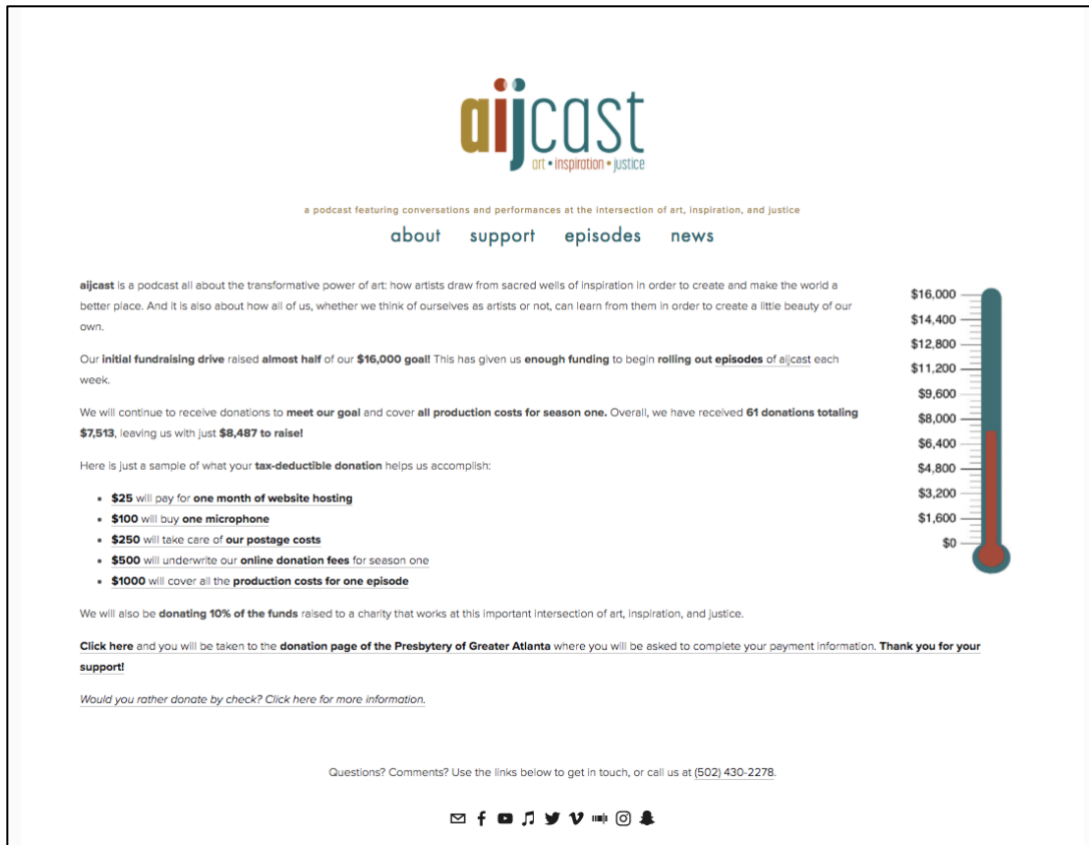 aijcast
art • inspiration • justice
a podcast featuring conversations and performances at the intersection of art, inspiration, and justice
about support episodes news
aijcast is a podcast all about the transformative power of art: how artists draw from sacred wells of inspiration in order to create and make the world a
better place. And it is also about how all of us, whether we think of ourselves as artists or not, can learn from them in order to create a little beauty of our
own.
Our initial fundraising drive raised almost half of our $16,000 goal! This has given us enough funding to begin rolling out episodes of aijcast each
week.
We will continue to receive donations to meet our goal and cover all production costs for season one. Overall, we have received 61 donations totaling
$7,513, leaving us with just $8,487 to raise!
Here is just a sample of what your tax-deductible donation helps us accomplish:
• $25 will pay for one month of website hosting
• $100 will buy one microphone
• $250 will take care of our postage costs
• $500 will underwrite our online donation fees for season one
• $1000 will cover all the production costs for one episode
$16,000
$14,400
$12,800
$11,200
$9,600
$8,000
$6,400
$4,800
$3,200
$1,600
$0
We will also be donating 10% of the funds raised to a charity that works at this important intersection of art, inspiration, and justice.
Click here and you will be taken to the donation page of the Presbytery of Greater Atlanta where you will be asked to complete your payment information. Thank you for your
support!
Would you rather donate by check? Click here for more information.
Questions? Comments? Use the links below to get in touch, or call us at (502) 430-2278.